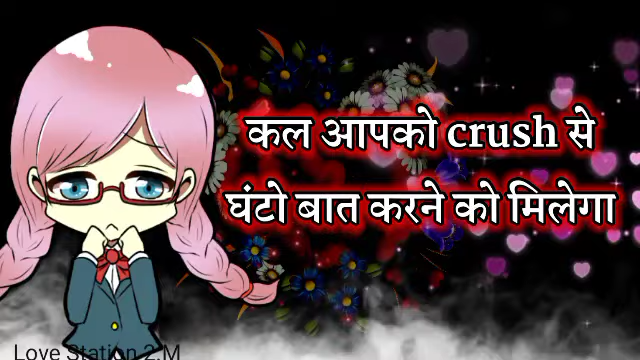 कल आपको crush से
घंटो बात करने को मिलेगा
Love Station 2.M